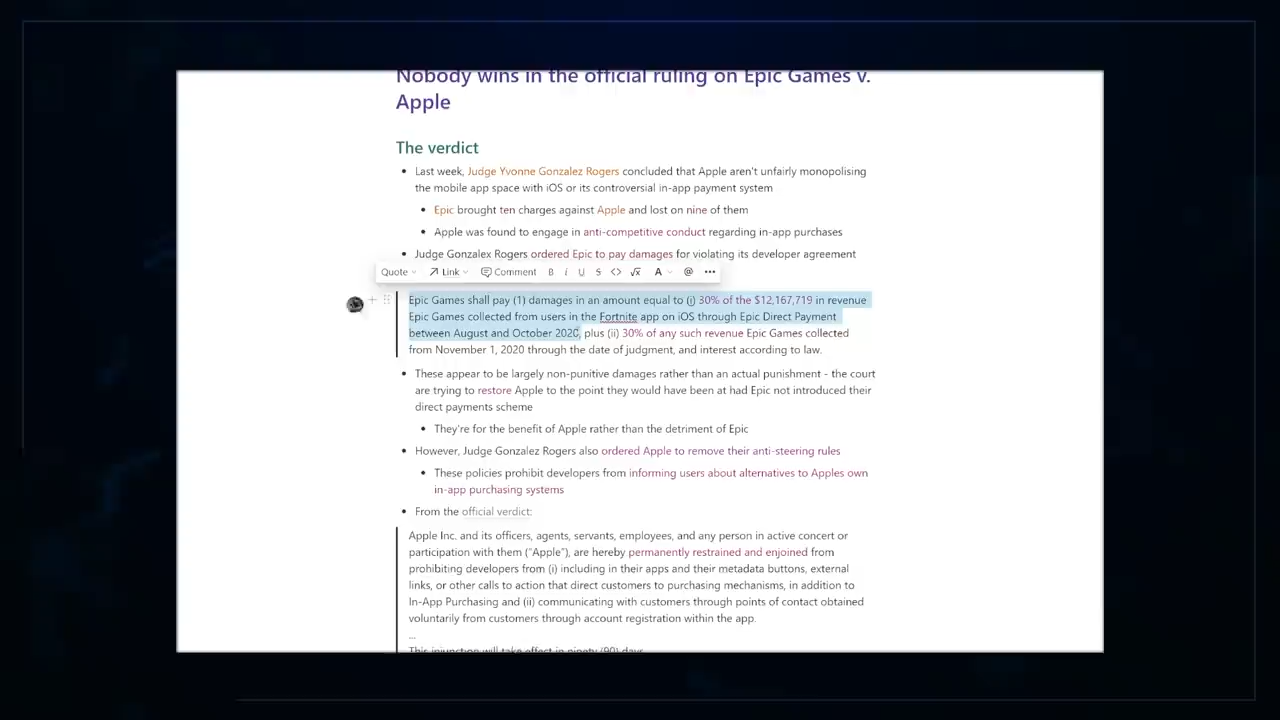 Nobody wins in the official ruling on Epic Games v.
Apple
The verdict
• Last week, Judge Yvonne Gonzalez Rogers concluded that Apple aren't unfairly monopolising
the mobile app space with iOS or its controversial in-app payment system
• Epic brought ten charges against Apple and lost on nine of them
• Apple was found to engage in anti-competitive conduct regarding in-app purchases
• Judge Gonzalex Rogers ordered Epic to pay damages for violating its developer agreement
Quote Link Comment B i U S <> √x A @ •••
Epic Games shall pay (1) damages in an amount equal to (i) 30% of the $12,167,719 in revenue
Epic Games collected from users in the Fortnite app on iOS through Epic Direct Payment
between August and October 2020, plus (ii) 30% of any such revenue Epic Games collected
from November 1, 2020 through the date of judgment, and interest according to law.
• These appear to be largely non-punitive damages rather than an actual punishment - the court
are trying to restore Apple to the point they would have been at had Epic not introduced their
direct payments scheme
• They're for the benefit of Apple rather than the detriment of Epic
• However, Judge Gonzalez Rogers also ordered Apple to remove their anti-steering rules
• These policies prohibit developers from informing users about alternatives to Apples own
in-app purchasing systems
• From the official verdict:
Apple Inc. and its officers, agents, servants, employees, and any person in active concert or
participation with them ("Apple"), are hereby permanently restrained and enjoined from
prohibiting developers from (i) including in their apps and their metadata buttons, external
links, or other calls to action that direct customers to purchasing mechanisms, in addition to
In-App Purchasing and (ii) communicating with customers through points of contact obtained
voluntarily from customers through account registration within the app.
...
This injunction will take effect in ninety (90) days